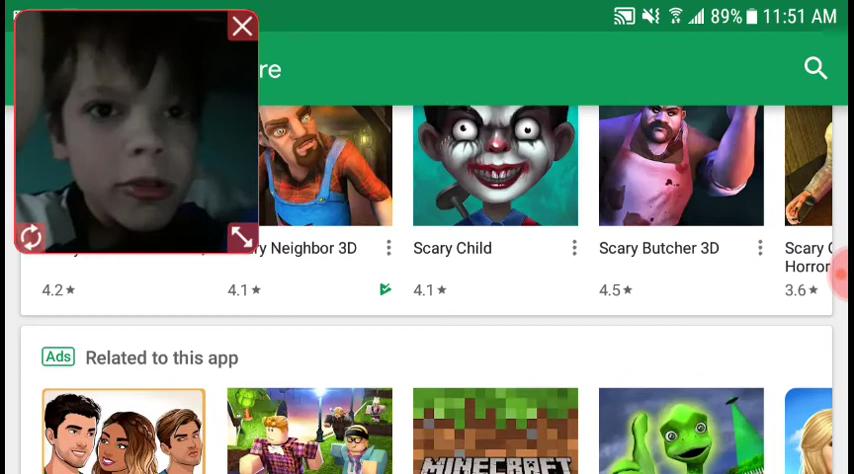 89% 11:51 AM
re
ry Neighbor 3D
Scary Child
Scary Butcher 3D
Scary
Horror
4.2
4.1
4.1
4.5
3.6
Ads Related to this app
MINECRAFT